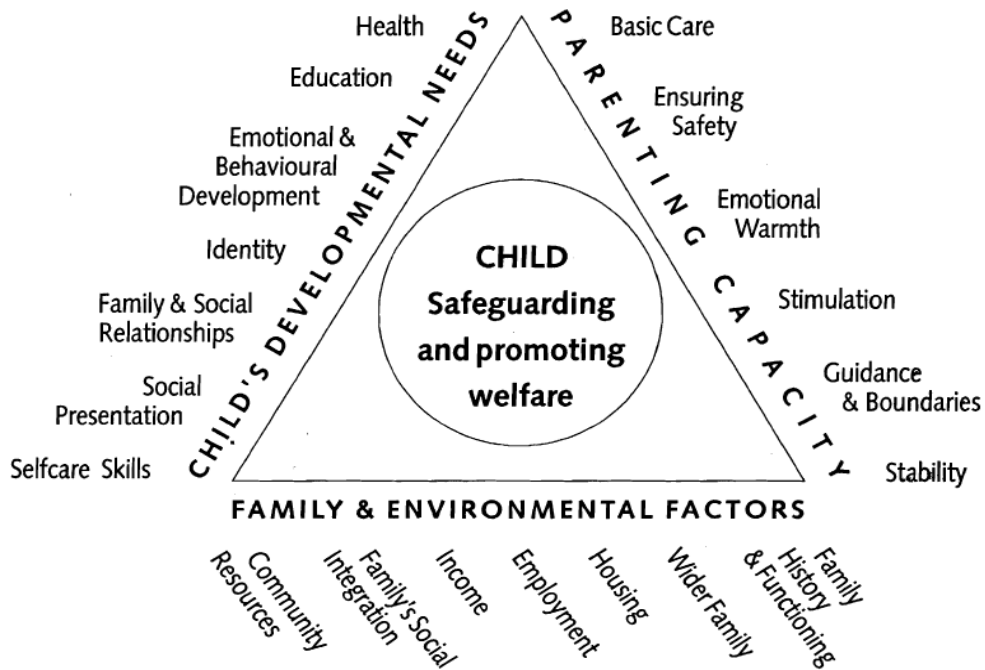 Health
Education
Emotional &
Behavioural
Development
Identity
Family & Social
Relationships
Social
Presentation
Selfcare Skills
CHILD'S DEVELOPMENTAL NEEDS
CHILD
Safeguarding
and promoting
welfare
PARENTING CAPACITY
Basic Care
Ensuring
Safety
Emotional
Warmth
Stimulation
Guidance
& Boundaries
Stability
FAMILY & ENVIRONMENTAL FACTORS
Community
Resources
Family's Social
Integration
Income
Employment
Housing
Wider Family
Family
History
& Functioning